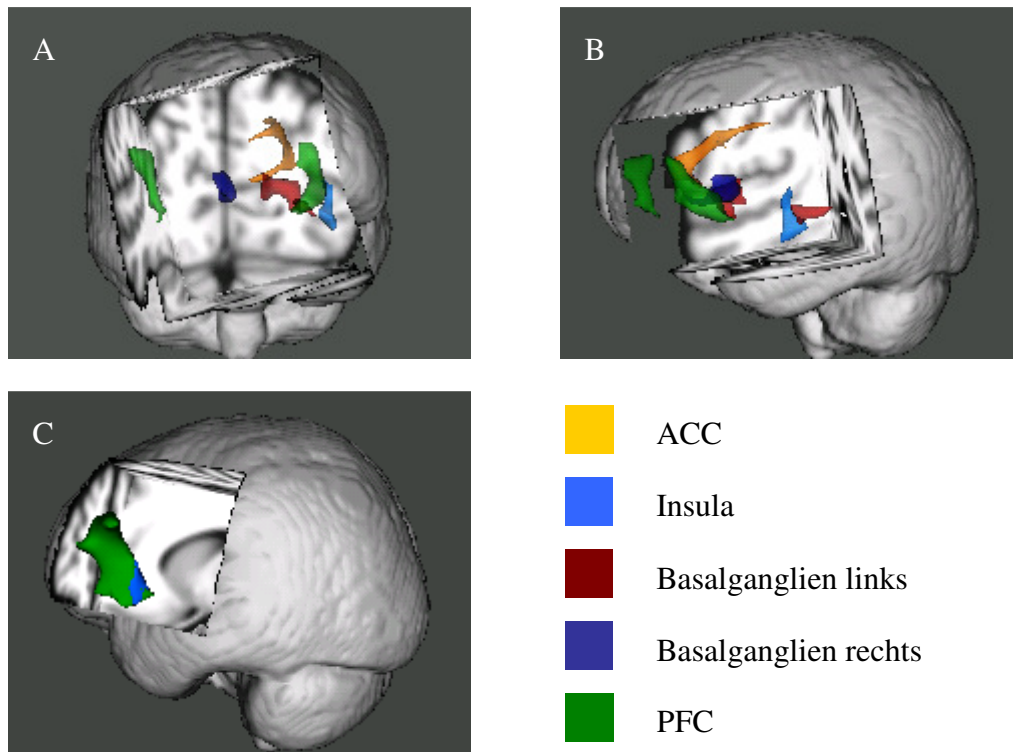 A
B
C
ACC
Insula
Basalganglien links
Basalganglien rechts
PFC